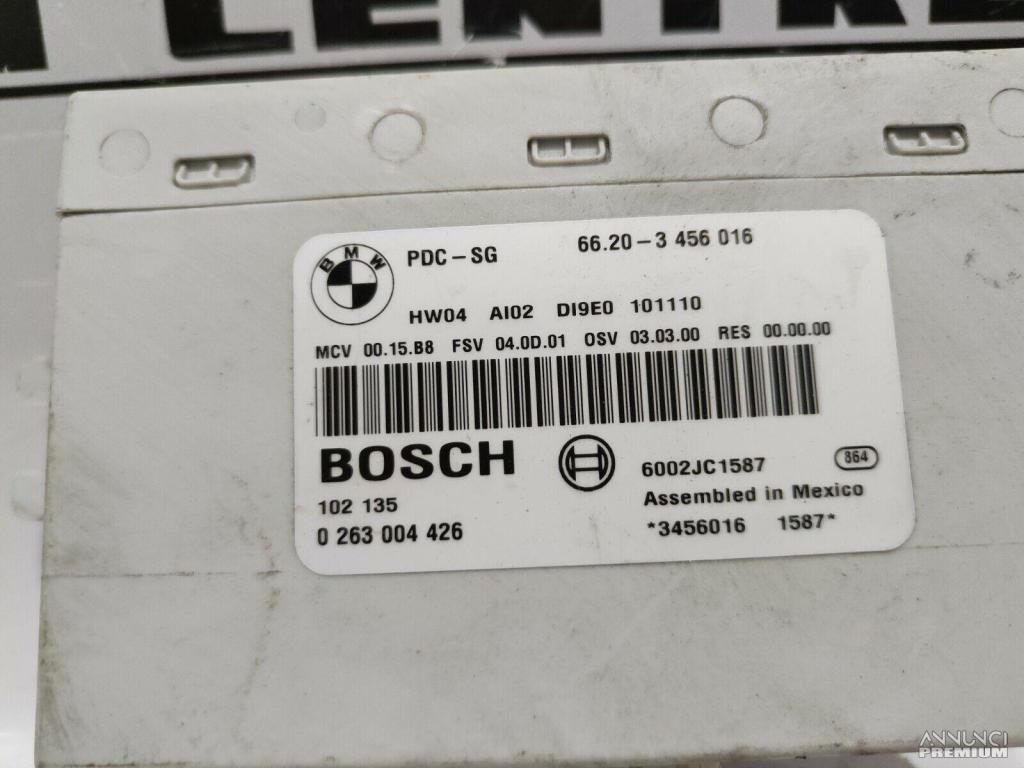 CENTRE
BMW
PDC - SG 66.20 - 3 456 016
HW04 AI02 DI9E0 101110
MCV 00.15.B8 FSV 04.0D.01 OSV 03.03.00 RES 00.00.00
BOSCH
6002JC1587 864
Assembled in Mexico
102 135
*3456016 1587*
0 263 004 426
ANNUNCI
PREMIUM